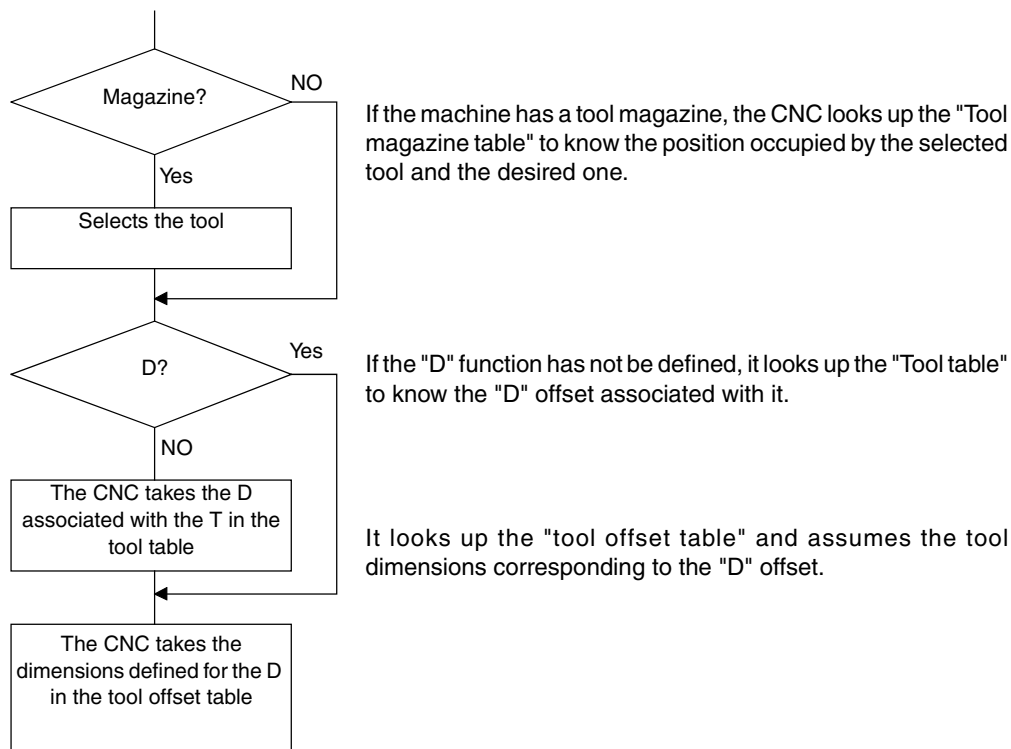 Magazine?
NO
Yes
Selects the tool
If the machine has a tool magazine, the CNC looks up the "Tool
magazine table" to know the position occupied by the selected
tool and the desired one.
D?
Yes
NO
If the "D" function has not be defined, it looks up the "Tool table"
to know the "D" offset associated with it.
The CNC takes the D
associated with the T in the
tool table
It looks up the "tool offset table" and assumes the tool
dimensions corresponding to the "D" offset.
The CNC takes the
dimensions defined for the D
in the tool offset table